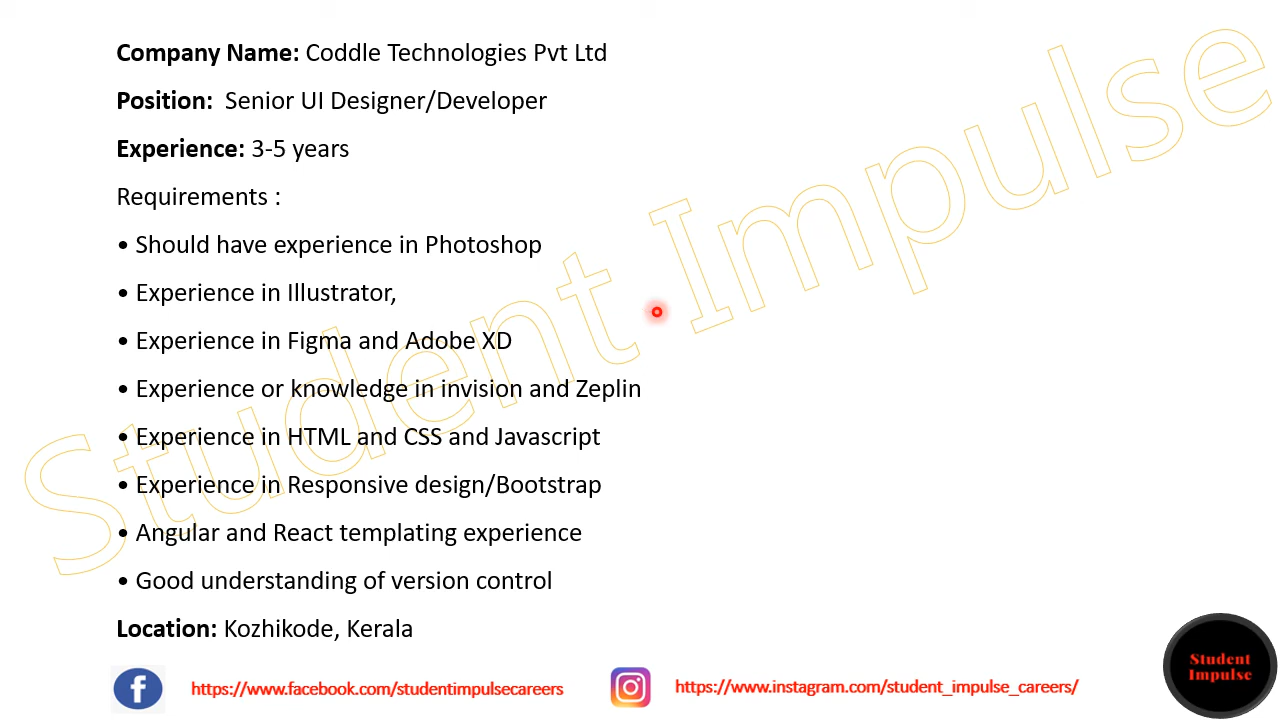 Company Name: Coddle Technologies Pvt Ltd
Position: Senior UI Designer/Developer
Experience: 3-5 years
Requirements :
• Should have experience in Photoshop
• Experience in Illustrator,
• Experience in Figma and Adobe XD
• Experience or knowledge in invision and Zeplin
• Experience in HTML and CSS and Javascript
• Experience in Responsive design/Bootstrap
• Angular and React templating experience
• Good understanding of version control
Location: Kozhikode, Kerala
Student Impulse
https://www.facebook.com/studentimpulsecareers
https://www.instagram.com/student_impulse_careers/
Student
Impulse